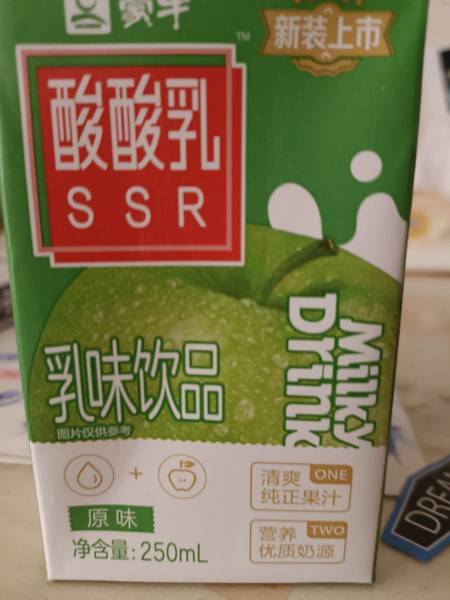 蒙牛
TM
新装上市
酸酸乳
SSR
Milky
Drink
乳味饮品
图片仅供参考
+
清爽 ONE
纯正果汁
原味
营养 TWO
优质奶源
净含量: 250mL
DREA